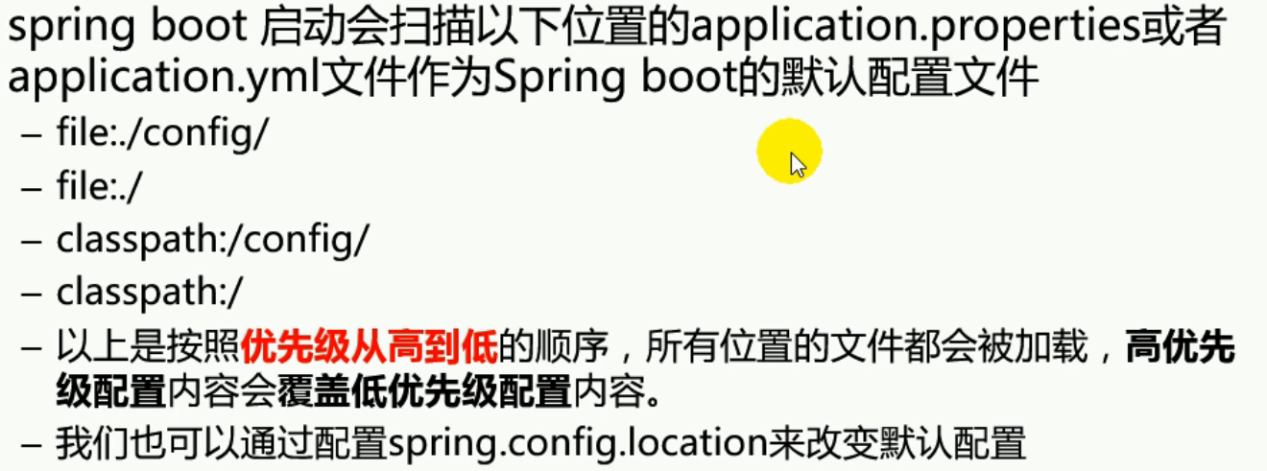 spring boot 启动会扫描以下位置的application.properties或者
application.yml文件作为Spring boot的默认配置文件
– file:./config/
– file:./
– classpath:/config/
– classpath:/
– 以上是按照优先级从高到低的顺序，所有位置的文件都会被加载，高优先
级配置内容会覆盖低优先级配置内容。
– 我们也可以通过配置spring.config.location来改变默认配置